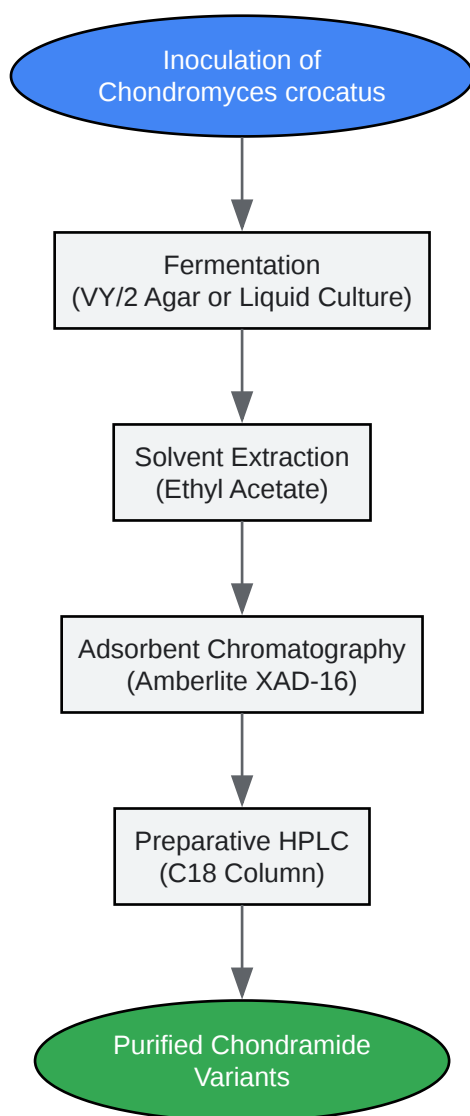 Inoculation of
Chondromyces crocatus
Fermentation
(VY/2 Agar or Liquid Culture)
Solvent Extraction
(Ethyl Acetate)
Adsorbent Chromatography
(Amberlite XAD-16)
Preparative HPLC
(C18 Column)
Purified Chondramide
Variants